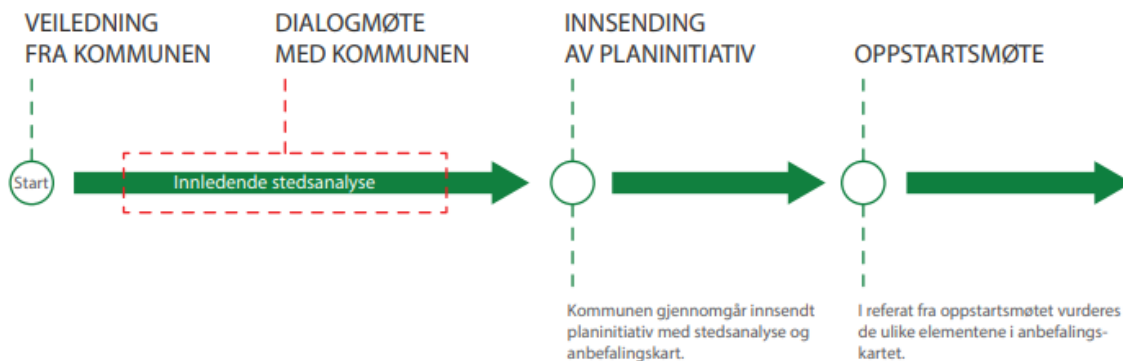 VEILEDNING
FRA KOMMUNEN
DIALOGMØTE
MED KOMMUNEN
INNSENDING
AV PLANINITIATIV
OPPSTARTSMØTE
Start
Innledende stedsanalyse
Kommunen gjennomgår innsendt
planinitiativ med stedsanalyse og
anbefalingskart.
I referat fra oppstartsmøtet vurderes
de ulike elementene i anbefalings-
kartet.